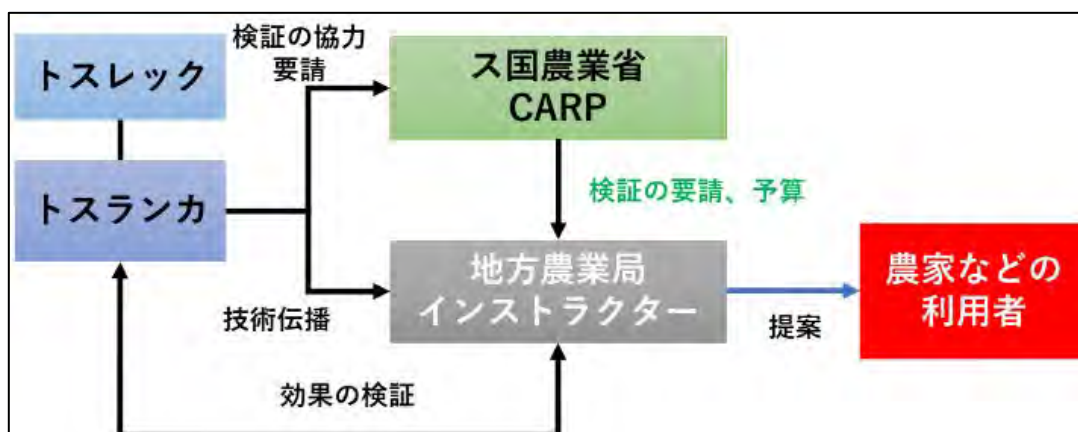 トスレック
検証の協力
要請
ス国農業省
CARP
トスランカ
検証の要請、予算
地方農業局
インストラクター
農家などの
利用者
技術伝播
提案
効果の検証